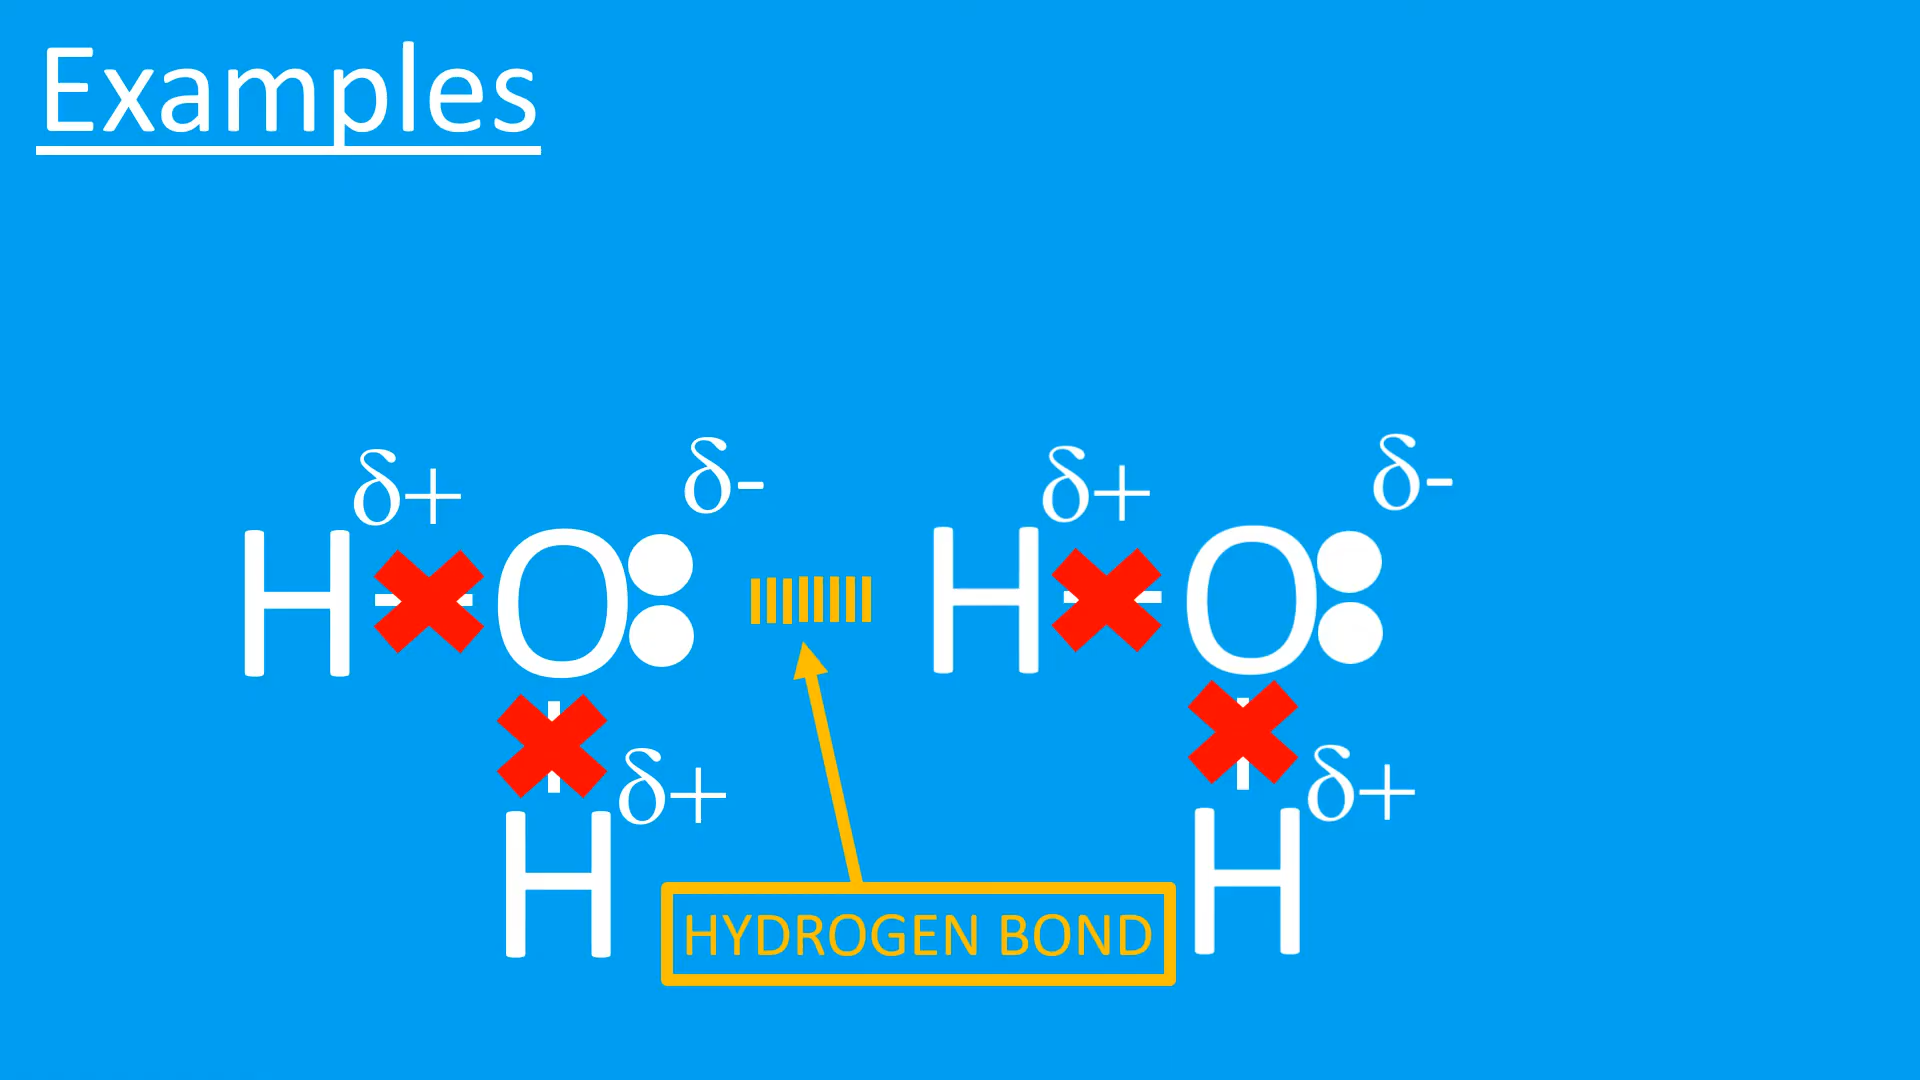 Examples
δ+ δ- δ+ δ-
H O H O
δ+ δ+
H H
HYDROGEN BOND